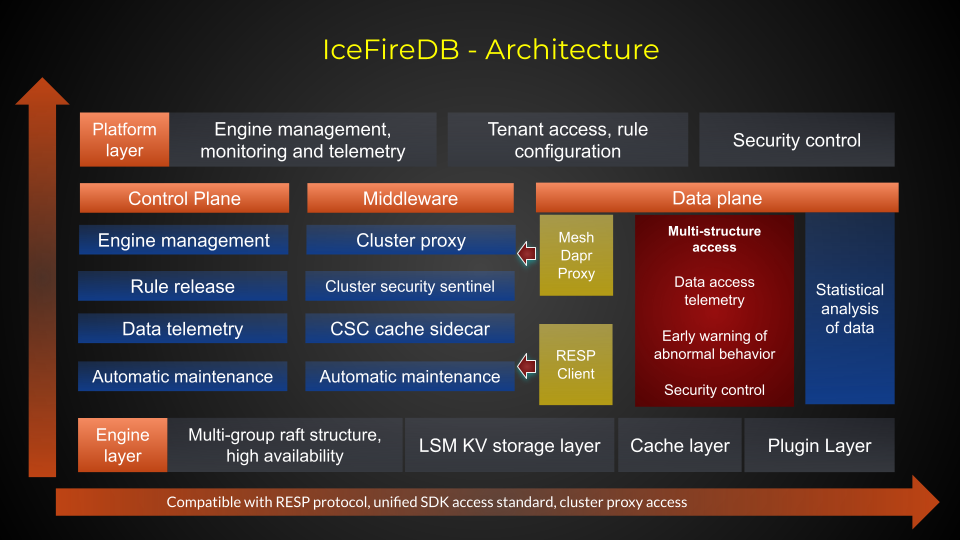 IceFireDB - Architecture
Platform
layer
Engine management,
monitoring and telemetry
Tenant access, rule
configuration
Security control
Control Plane
Engine management
Rule release
Data telemetry
Automatic maintenance
Middleware
Cluster proxy
Cluster security sentinel
CSC cache sidecar
Automatic maintenance
Data plane
Mesh
Dapr
Proxy
RESP
Client
Multi-structure
access
Data access
telemetry
Early warning of
abnormal behavior
Security control
Statistical
analysis
of data
Engine
layer
Multi-group raft structure,
high availability
LSM KV storage layer
Cache layer
Plugin Layer
Compatible with RESP protocol, unified SDK access standard, cluster proxy access